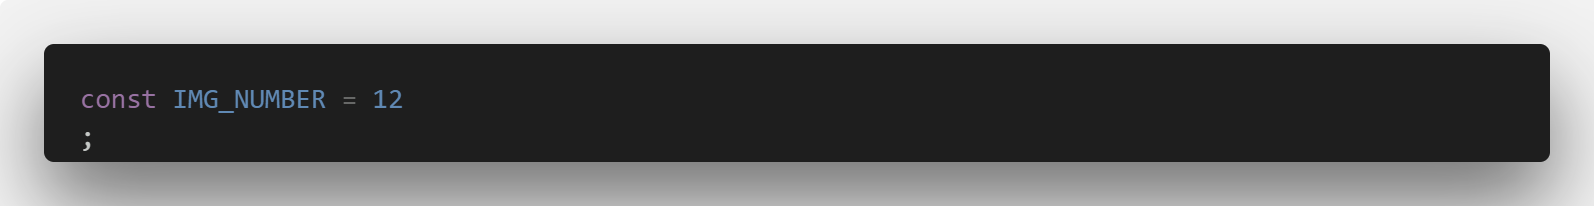 const IMG_NUMBER = 12
;